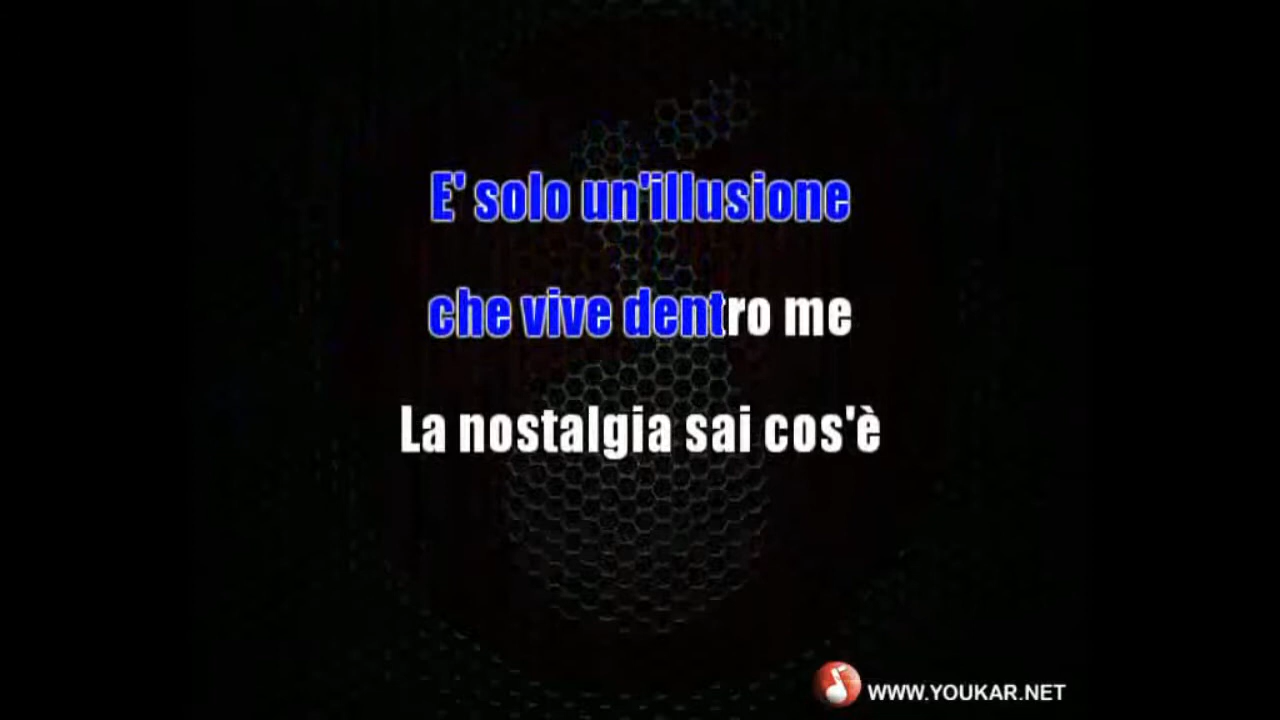 E' solo un'illusione
che vive dentro me
La nostalgia sai cos'è
WWW.YOUKAR.NET